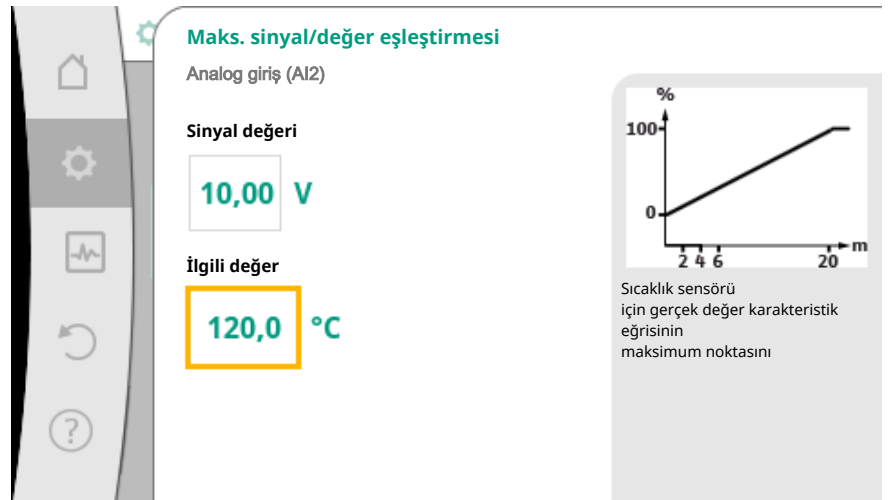 Maks. sinyal/değer eşleştirmesi
Analog giriş (AI2)
Sinyal değeri
10,00 V
İlgili değer
120,0 °C
%
100
0
2 4 6 20 m
Sıcaklık sensörü
için gerçek değer karakteristik
eğrisinin
maksimum noktasını
?